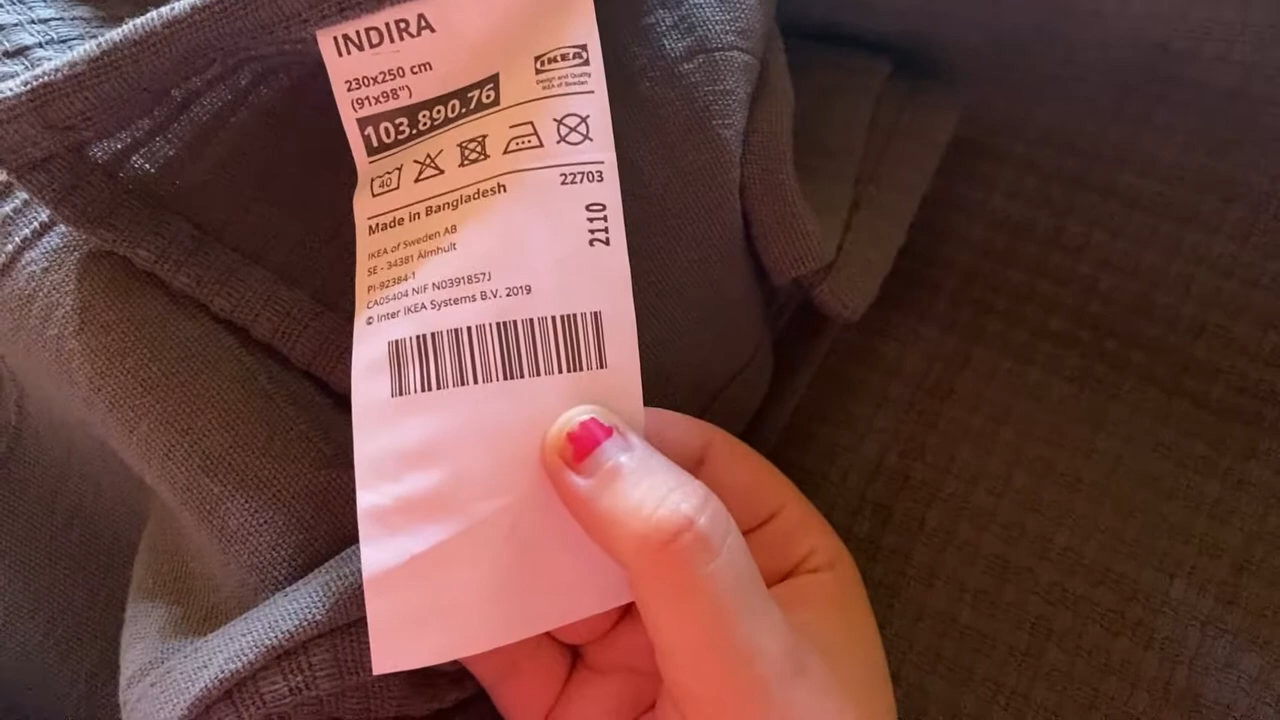 INDIRA
230x250 cm
(91x98")
IKEA
Design and Quality
IKEA of Sweden
103.890.76
40
Made in Bangladesh
22703
2110
IKEA of Sweden AB
SE - 34381 Älmhult
PI-92384-1
CA05404 NIF N0391857J
© Inter IKEA Systems B.V. 2019